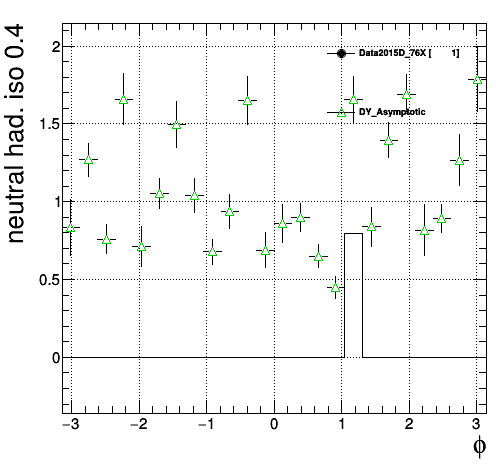 neutral had. iso 0.4
2
1.5
1
0.5
0
Data2015D_76X [ 1]
DY_Asymptotic
−3 −2 −1 0 1 2 3
ϕ